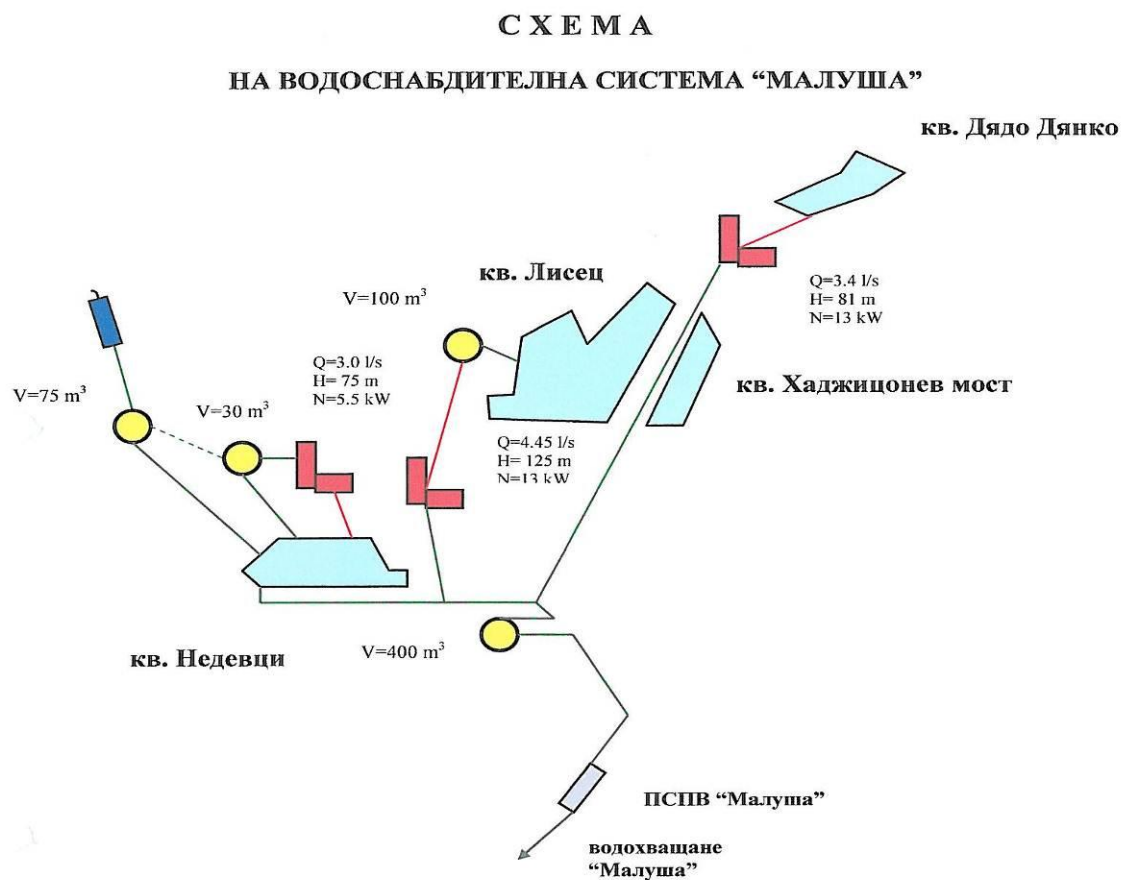 СХЕМА
НА ВОДОСНАБДИТЕЛНА СИСТЕМА “МАЛУША”
кв. Дядо Дянко
кв. Лисец
Q=3.4 l/s
H= 81 m
N=13 kW
V=100 m³
Q=3.0 l/s
H= 75 m
N=5.5 kW
кв. Хаджицонев мост
V=75 m³
V=30 m³
Q=4.45 l/s
H= 125 m
N=13 kW
кв. Недевци
V=400 m³
ПСПВ “Малуша”
водохващане
“Малуша”